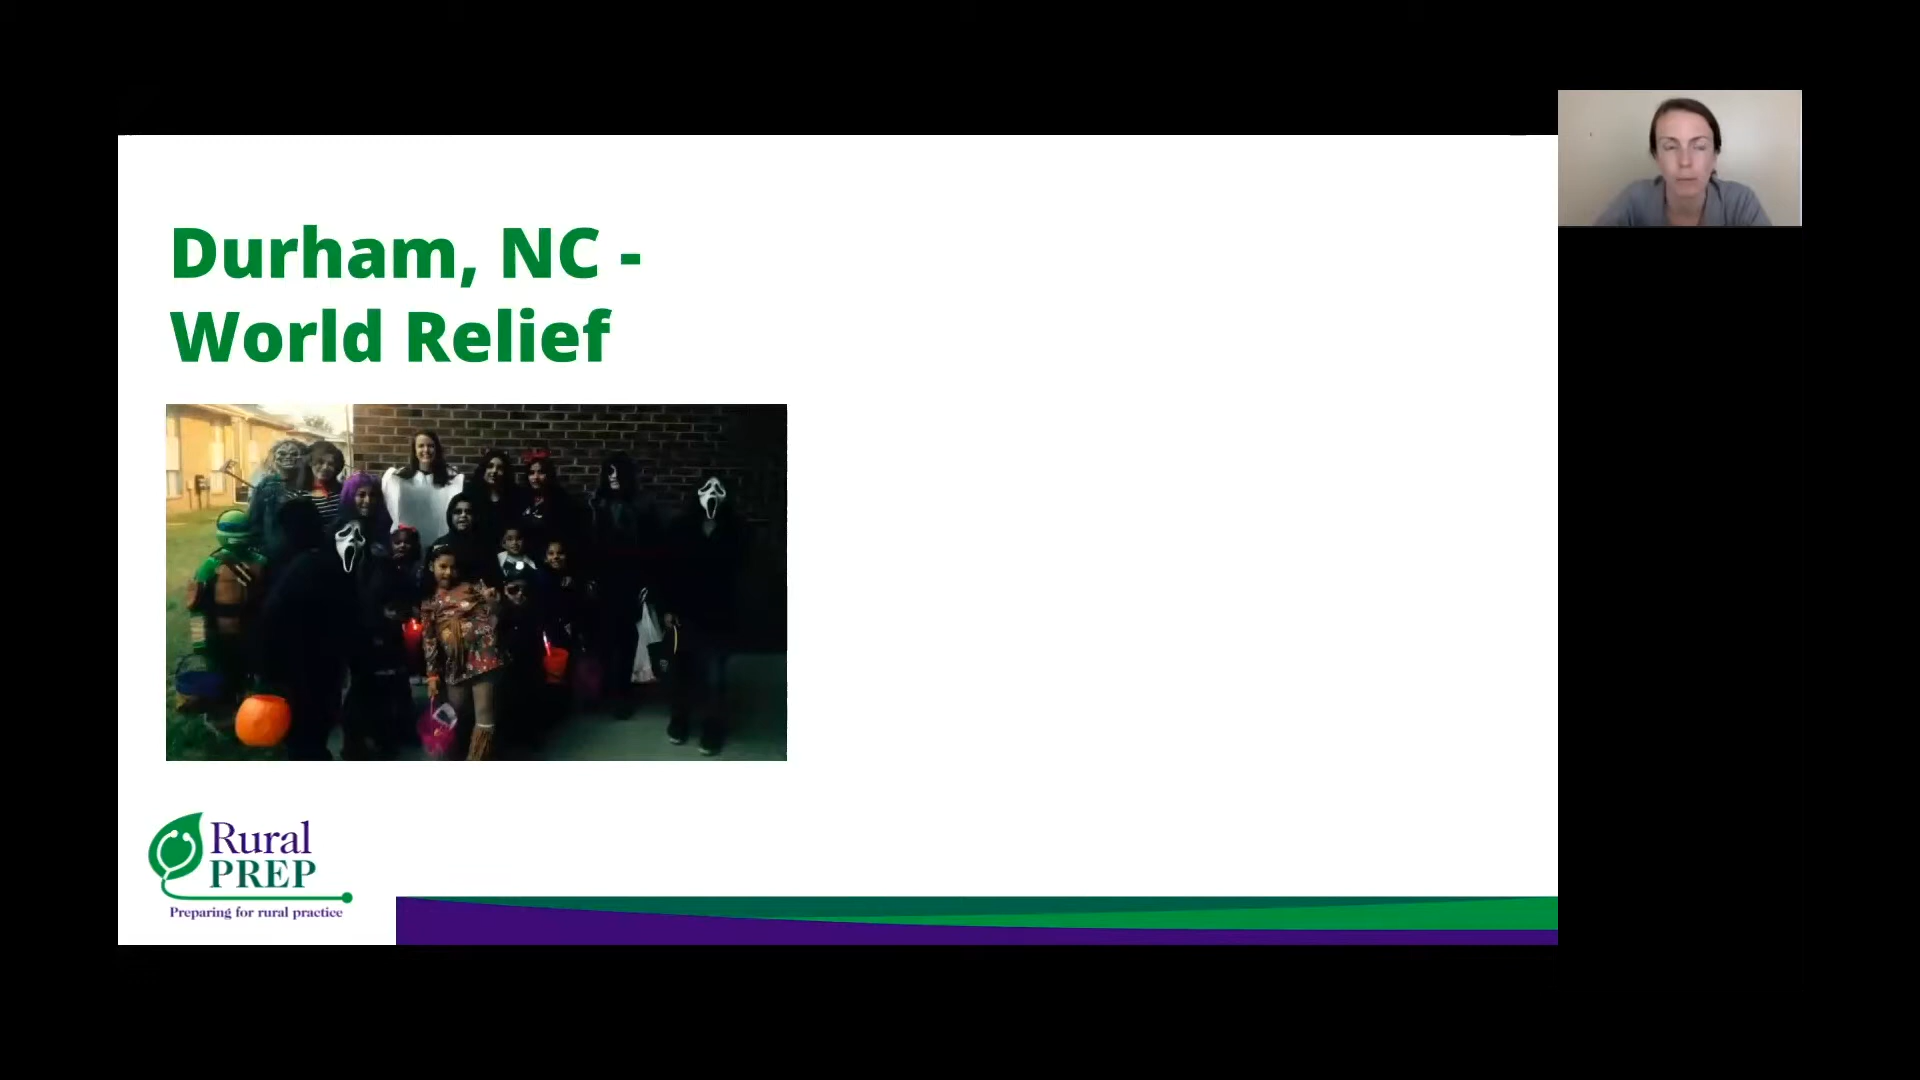 Durham, NC -
World Relief
Rural
PREP
Preparing for rural practice